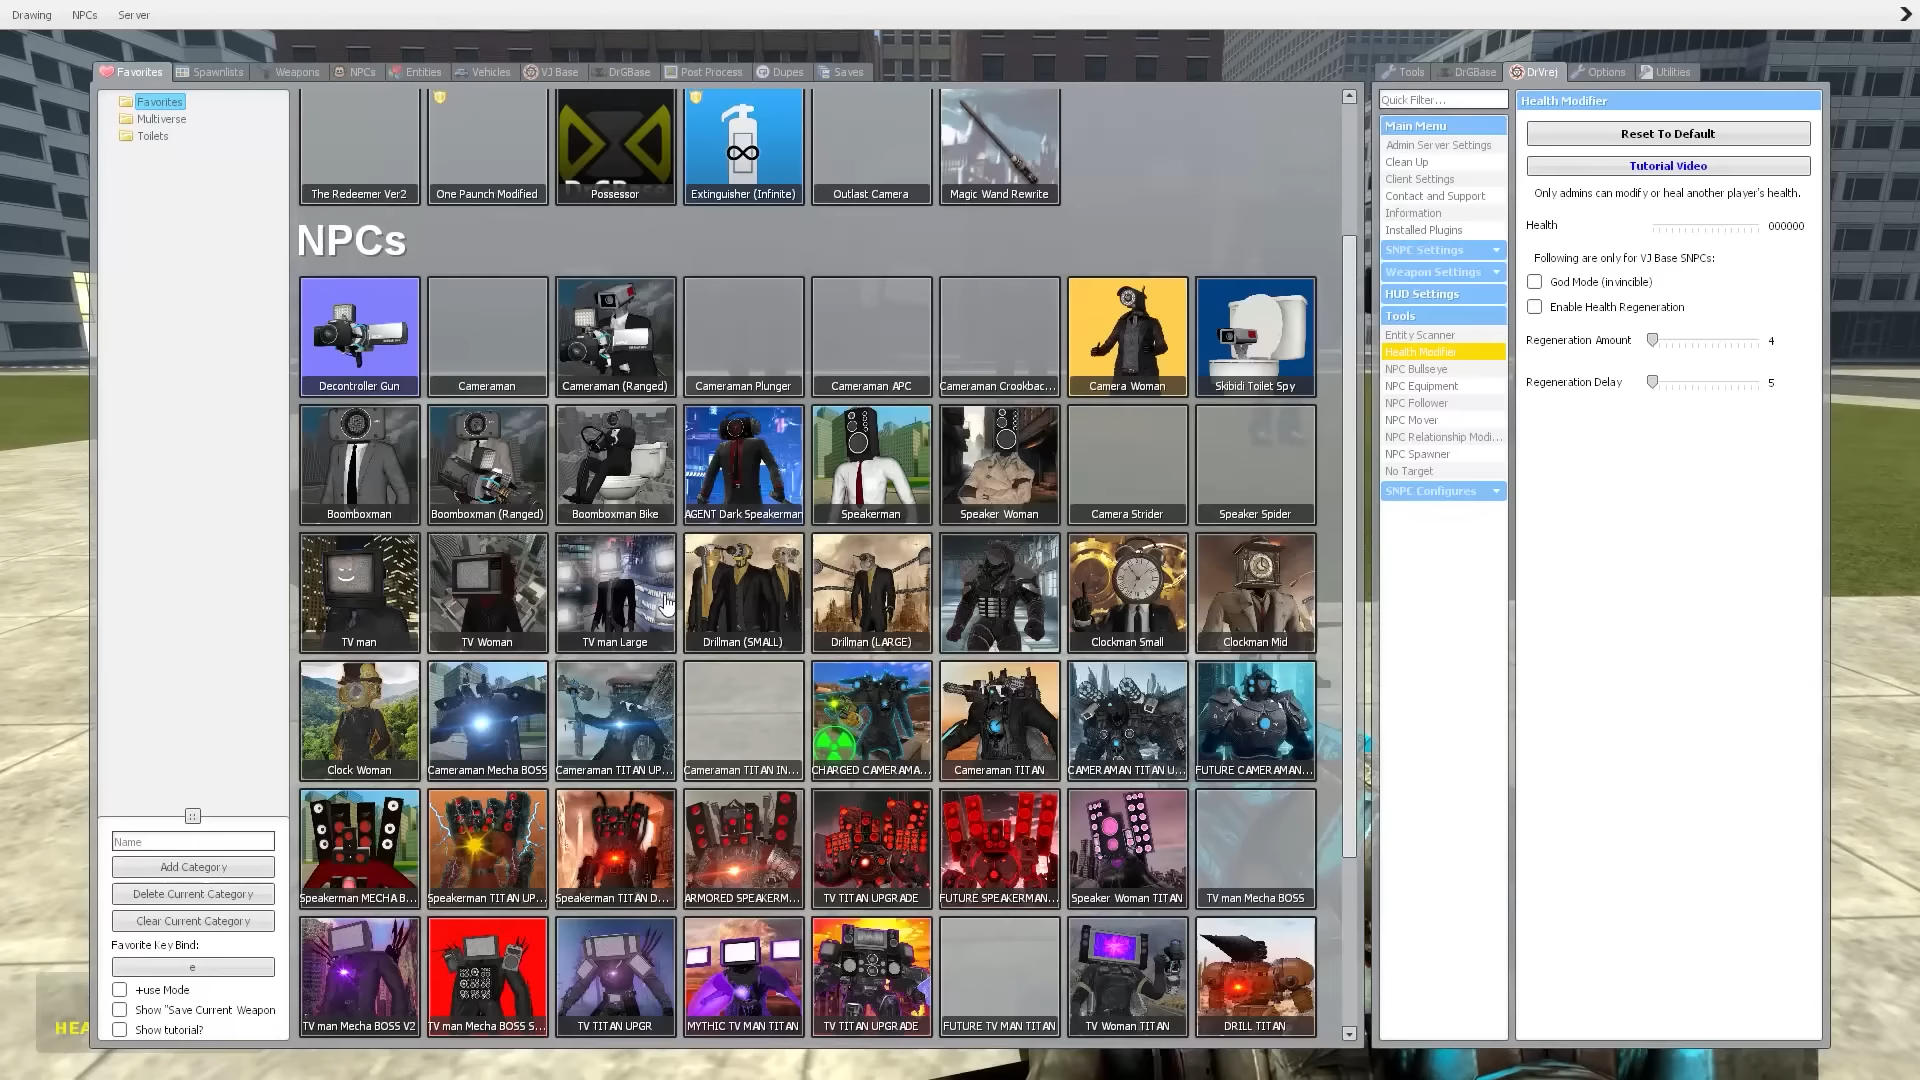 Drawing NPCs Server
Favorites Spawnlists Weapons NPCs Entities Vehicles VJ Base DrGBase Post Process Dupes Saves
Tools DrGBase DrVrej Options Utilities
Favorites
Multiverse
Toilets
Name
Add Category
Delete Current Category
Clear Current Category
Favorite Key Bind:
e
+use Mode
Show "Save Current Weapon
Show tutorial?
HEA
The Redeemer Ver2 One Paunch Modified Possessor Extinguisher (Infinite) Outlast Camera Magic Wand Rewrite
NPCs
Decontroller Gun Cameraman Cameraman (Ranged) Cameraman Plunger Cameraman APC Cameraman Crookbac... Camera Woman Skibidi Toilet Spy
Boomboxman Boomboxman (Ranged) Boomboxman Bike AGENT Dark Speakerman Speakerman Speaker Woman Camera Strider Speaker Spider
TV man TV Woman TV man Large Drillman (SMALL) Drillman (LARGE) Clockman Small Clockman Mid
Clock Woman Cameraman Mecha BOSS Cameraman TITAN UP... Cameraman TITAN IN... CHARGED CAMERAMA... Cameraman TITAN CAMERAMAN TITAN U... FUTURE CAMERAMAN...
Speakerman MECHA B... Speakerman TITAN UP... Speakerman TITAN D... ARMORED SPEAKERM... TV TITAN UPGRADE FUTURE SPEAKERMAN... Speaker Woman TITAN TV man Mecha BOSS
TV man Mecha BOSS V2 TV man Mecha BOSS S... TV TITAN UPGR MYTHIC TV MAN TITAN TV TITAN UPGRADE FUTURE TV MAN TITAN TV Woman TITAN DRILL TITAN
Quick Filter...
Main Menu
Admin Server Settings
Clean Up
Client Settings
Contact and Support
Information
Installed Plugins
SNPC Settings
Weapon Settings
HUD Settings
Tools
Entity Scanner
Health Modifier
NPC Bullseye
NPC Equipment
NPC Follower
NPC Mover
NPC Relationship Modi...
NPC Spawner
No Target
SNPC Configures
Health Modifier
Reset To Default
Tutorial Video
Only admins can modify or heal another player's health.
Health 000000
Following are only for VJ Base SNPCs:
God Mode (invincible)
Enable Health Regeneration
Regeneration Amount 4
Regeneration Delay 5